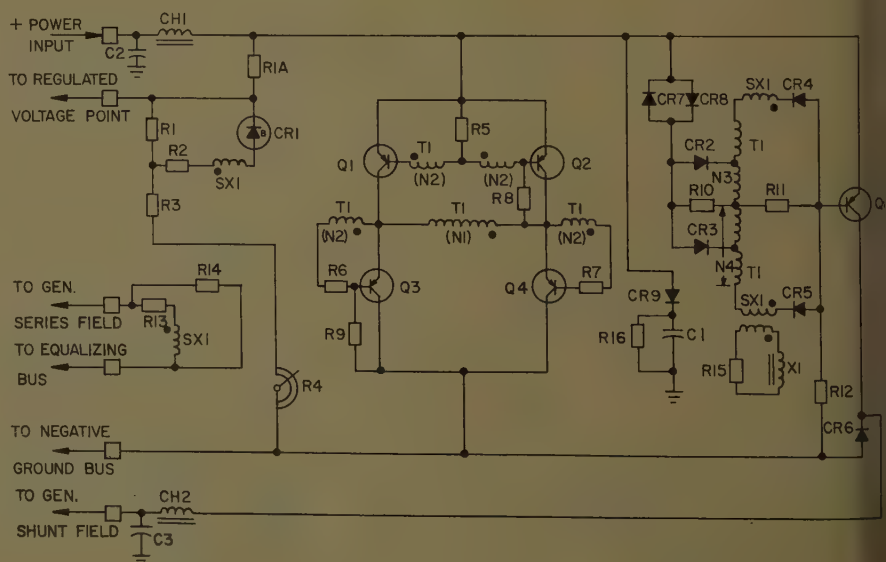 + POWER
INPUT
C2
CH1
R1A
TO REGULATED
VOLTAGE POINT
R1
R2
SX1
CR1
R3
R14
TO GEN.
SERIES FIELD
R13
SX1
TO EQUALIZING
BUS
R4
TO NEGATIVE
GROUND BUS
TO GEN.
SHUNT FIELD
C3
CH2
R5
Q1
T1
(N2)
(N2)
Q2
R8
T1
(N2)
T1
(N1)
T1
(N2)
R6
Q3
Q4
R7
R9
CR9
R16
C1
CR7
CR8
SX1
CR4
T1
CR2
N3
R10
R11
CR3
N4
T1
SX1
CR5
R15
X1
R12
CR6